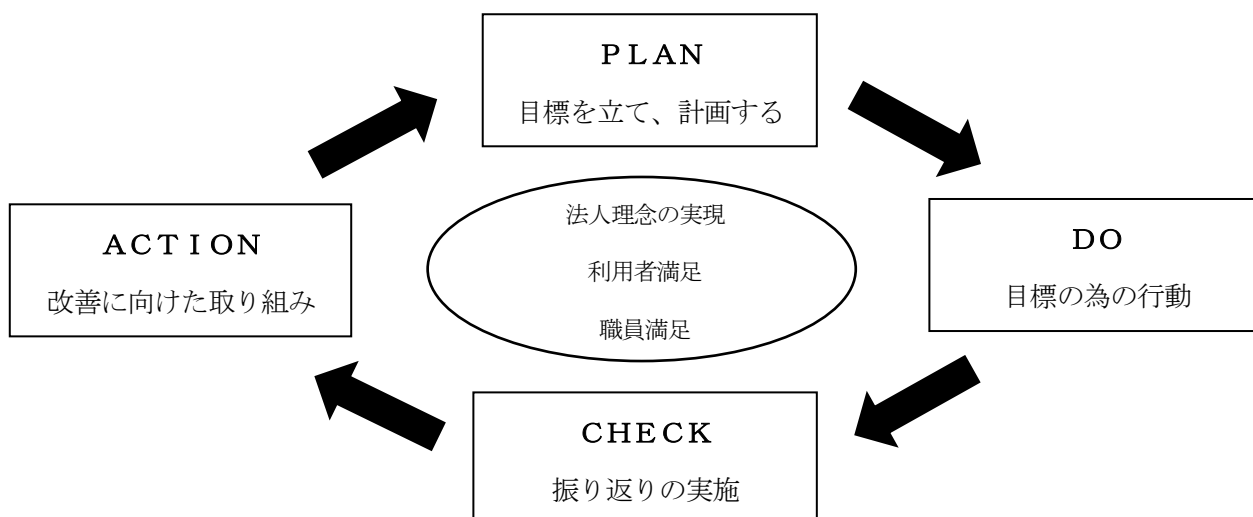 PLAN
目標を立て、計画する
ACTION
改善に向けた取り組み
法人理念の実現
利用者満足
職員満足
DO
目標の為の行動
CHECK
振り返りの実施